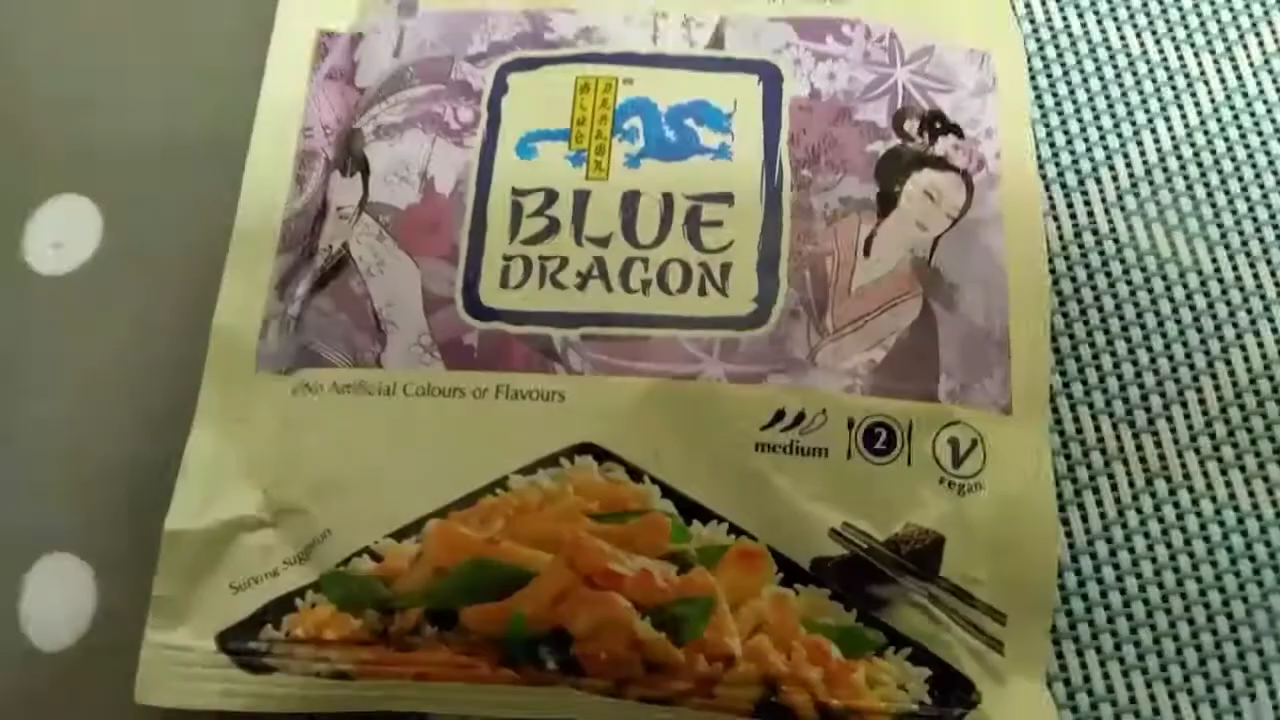 BLUE
DRAGON
No Artificial Colours or Flavours
medium
2
V
vegan
Serving Suggestion